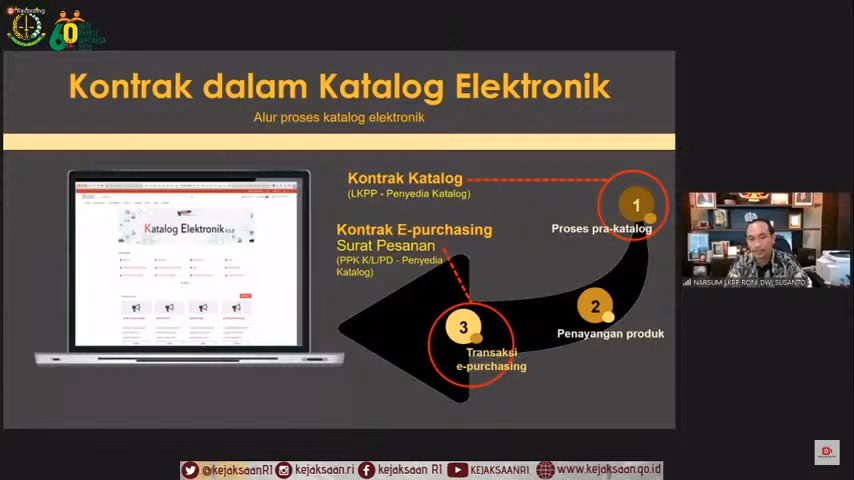 Recording
60
Kontrak dalam Katalog Elektronik
Alur proses katalog elektronik
Kontrak Katalog
(LKPP - Penyedia Katalog)
1
Proses pra-katalog
Kontrak E-purchasing
Surat Pesanan
(PPK K/L/PD - Penyedia
Katalog)
Katalog Elektronik
2
Penayangan produk
3
Transaksi
e-purchasing
NARSUM LKPP RONI DWI SUSANTO
@kejaksaanRI kejaksaan.ri kejaksaan RI KEJAKSAANRI www.kejaksaan.go.id